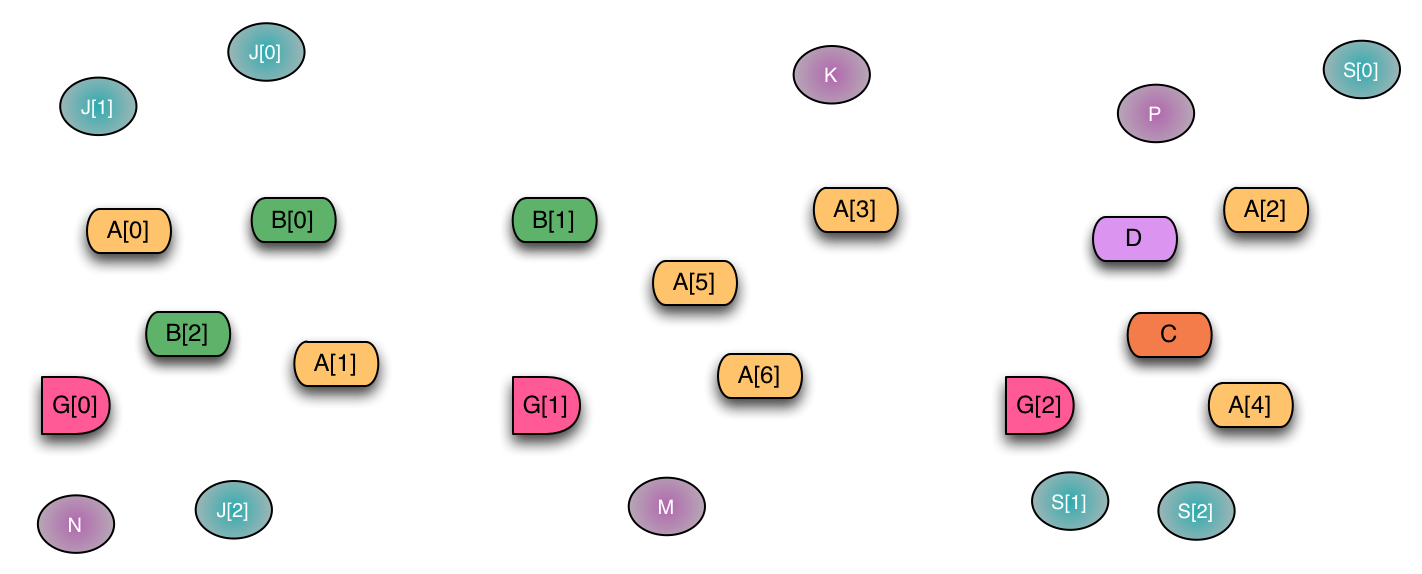 J[0]
J[1]
K
S[0]
P
A[0]
B[0]
B[1]
A[3]
A[2]
D
A[5]
B[2]
A[1]
A[6]
C
G[0]
G[1]
G[2]
A[4]
N
J[2]
M
S[1]
S[2]